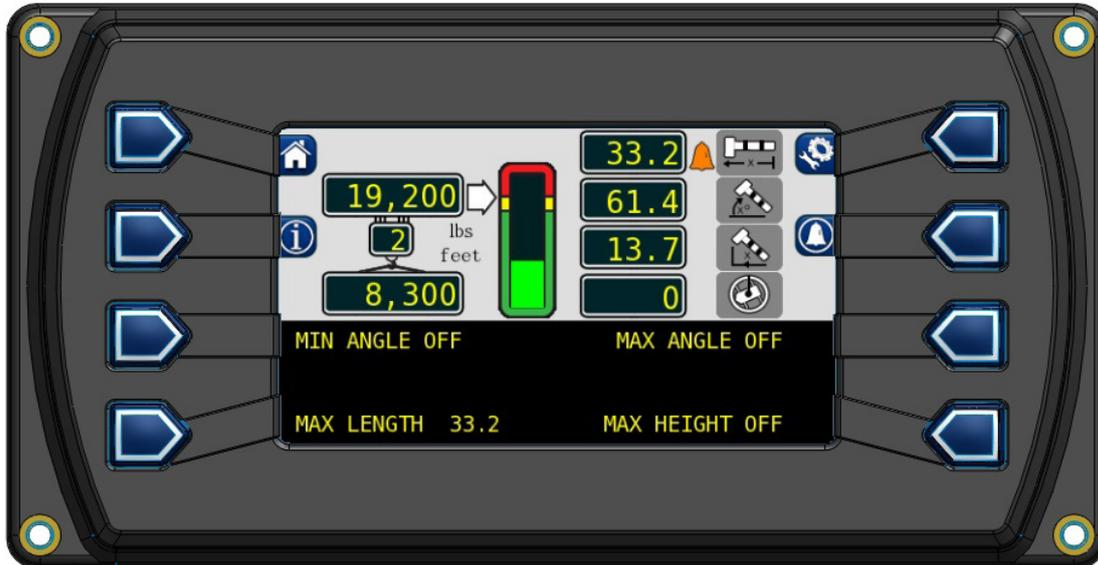 33.2
19,200
61.4
2
lbs
feet
13.7
8,300
0
MIN ANGLE OFF
MAX ANGLE OFF
MAX LENGTH 33.2
MAX HEIGHT OFF